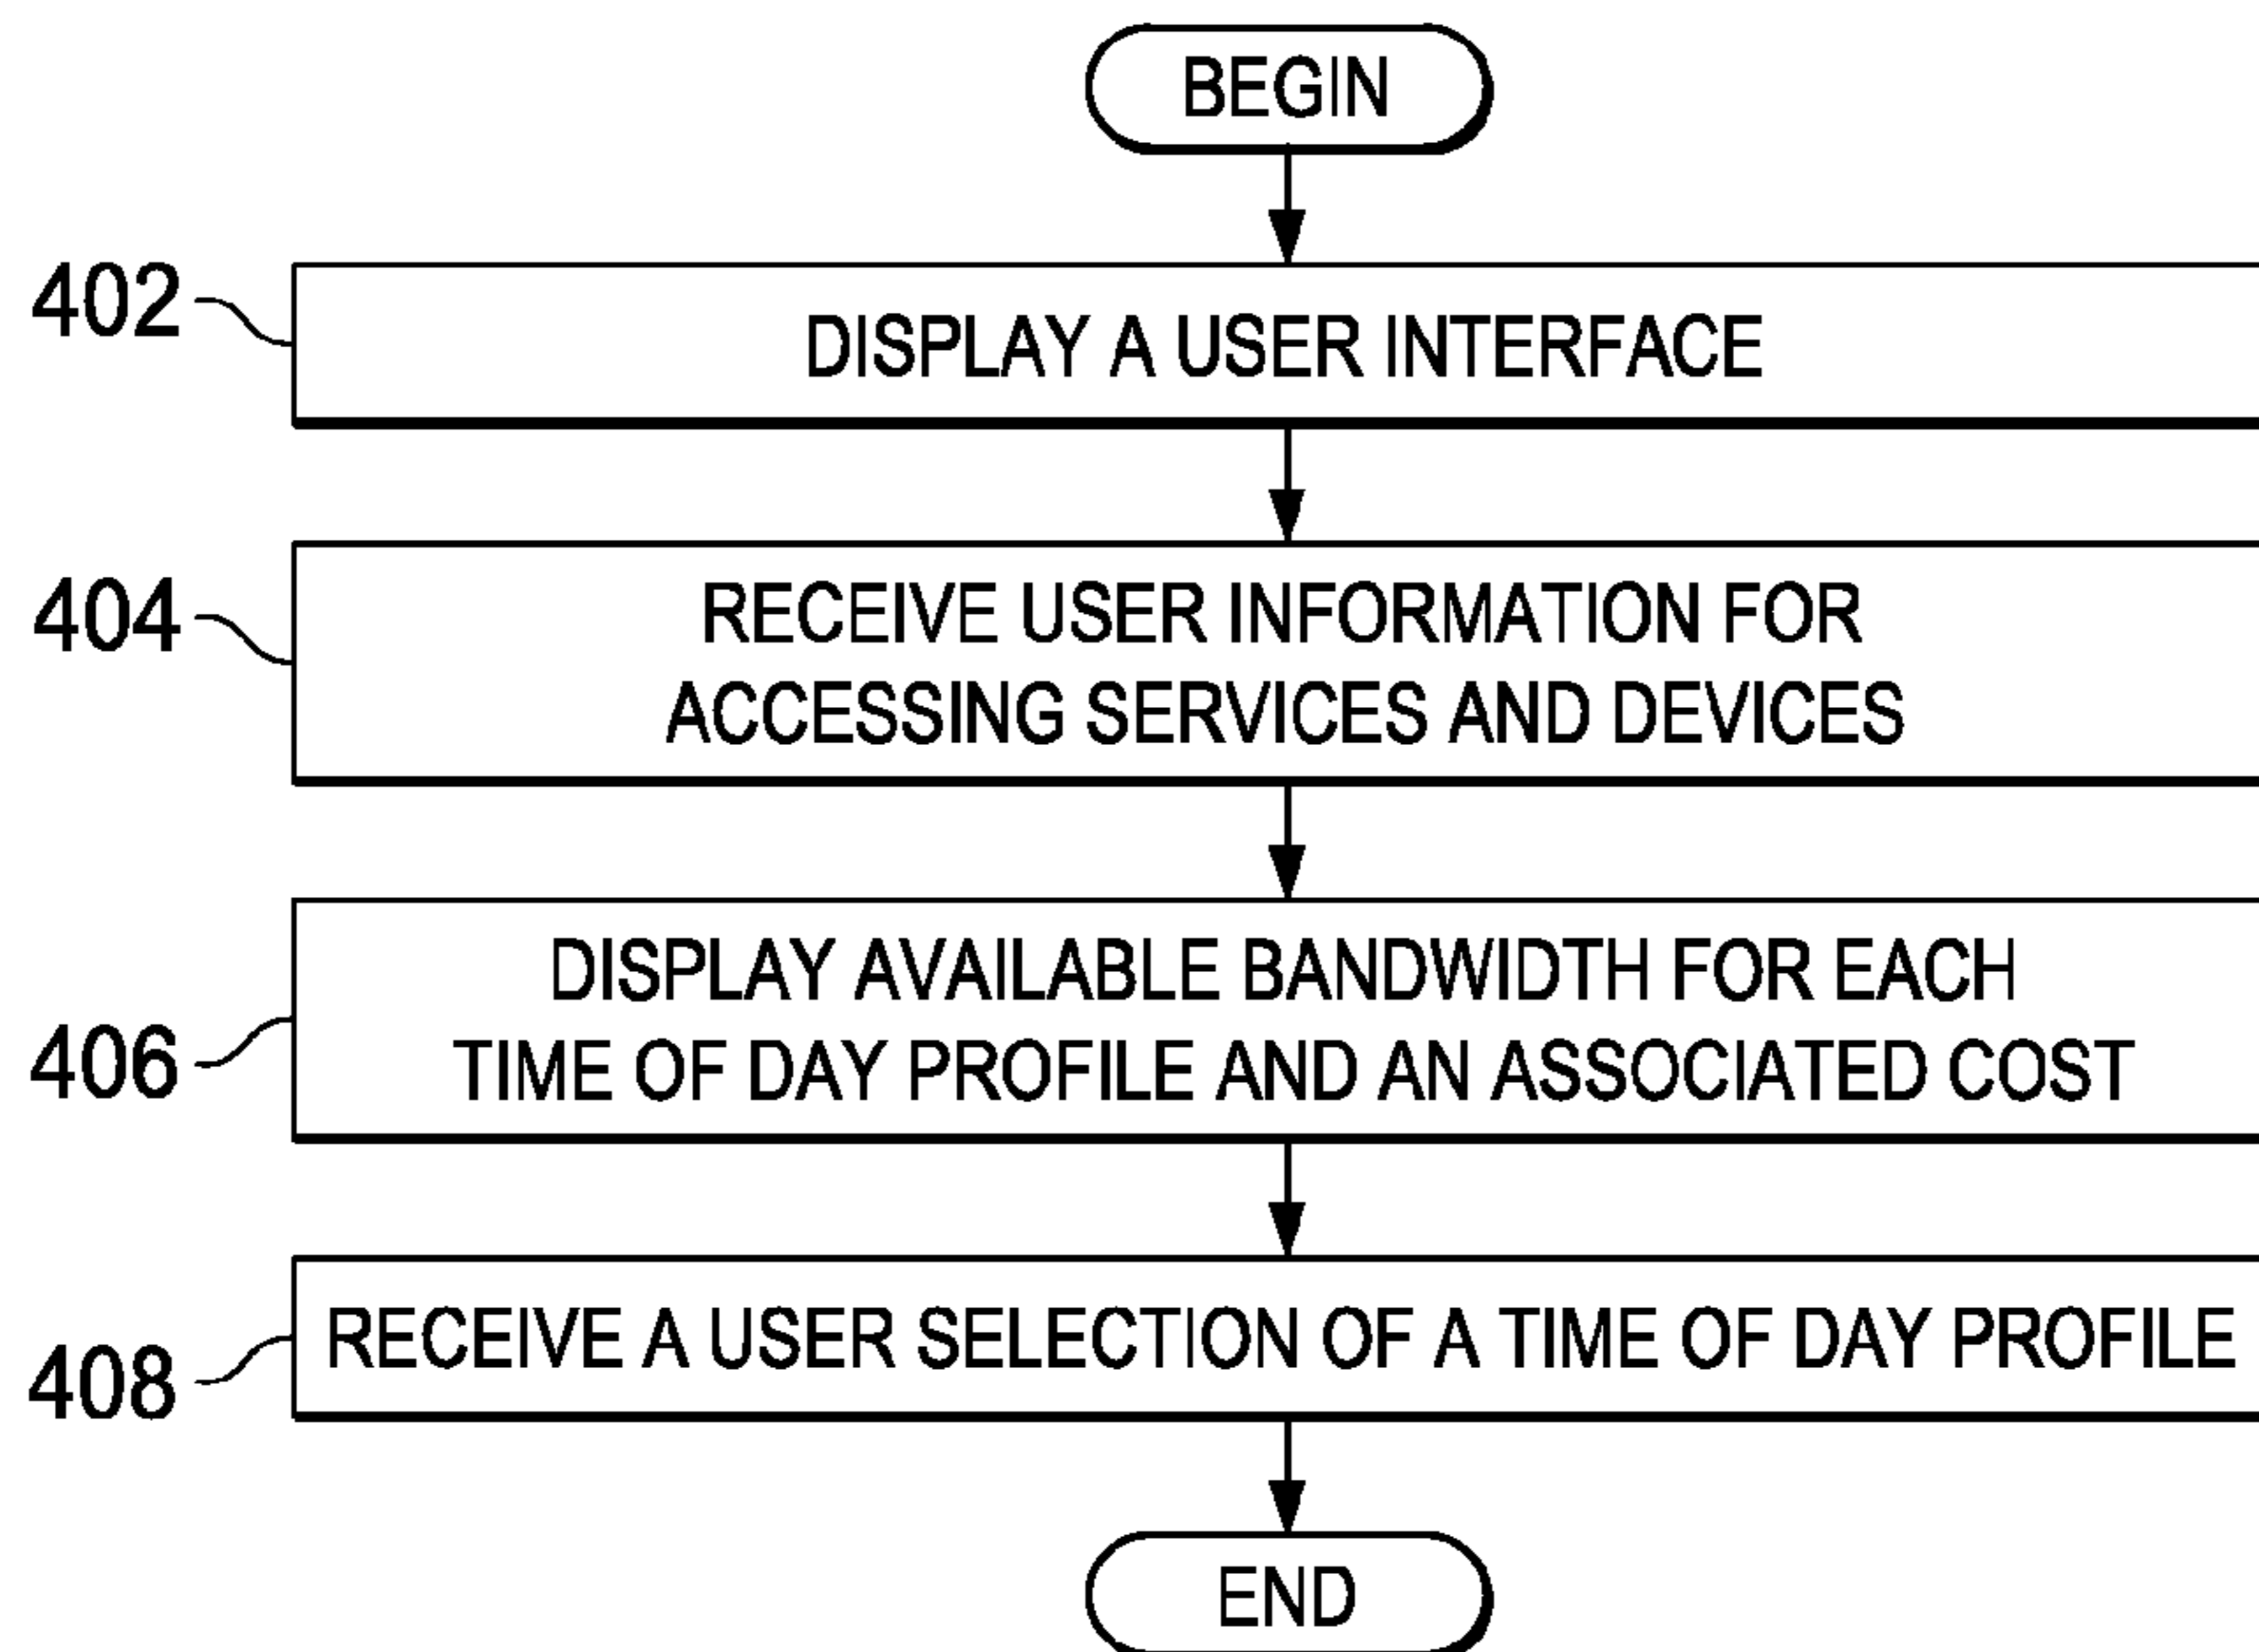 BEGIN
402
DISPLAY A USER INTERFACE
404
RECEIVE USER INFORMATION FOR
ACCESSING SERVICES AND DEVICES
406
DISPLAY AVAILABLE BANDWIDTH FOR EACH
TIME OF DAY PROFILE AND AN ASSOCIATED COST
408
RECEIVE A USER SELECTION OF A TIME OF DAY PROFILE
END